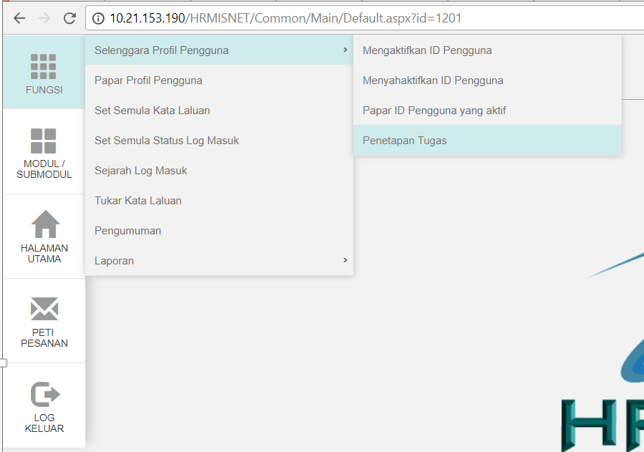 10.21.153.190/HRMISNET/Common/Main/Default.aspx?id=1201
FUNGSI
MODUL /
SUBMODUL
HALAMAN
UTAMA
PETI
PESANAN
LOG
KELUAR
Selenggara Profil Pengguna
Papar Profil Pengguna
Set Semula Kata Laluan
Set Semula Status Log Masuk
Sejarah Log Masuk
Tukar Kata Laluan
Pengumuman
Laporan
Mengaktifkan ID Pengguna
Menyahaktifkan ID Pengguna
Papar ID Pengguna yang aktif
Penetapan Tugas